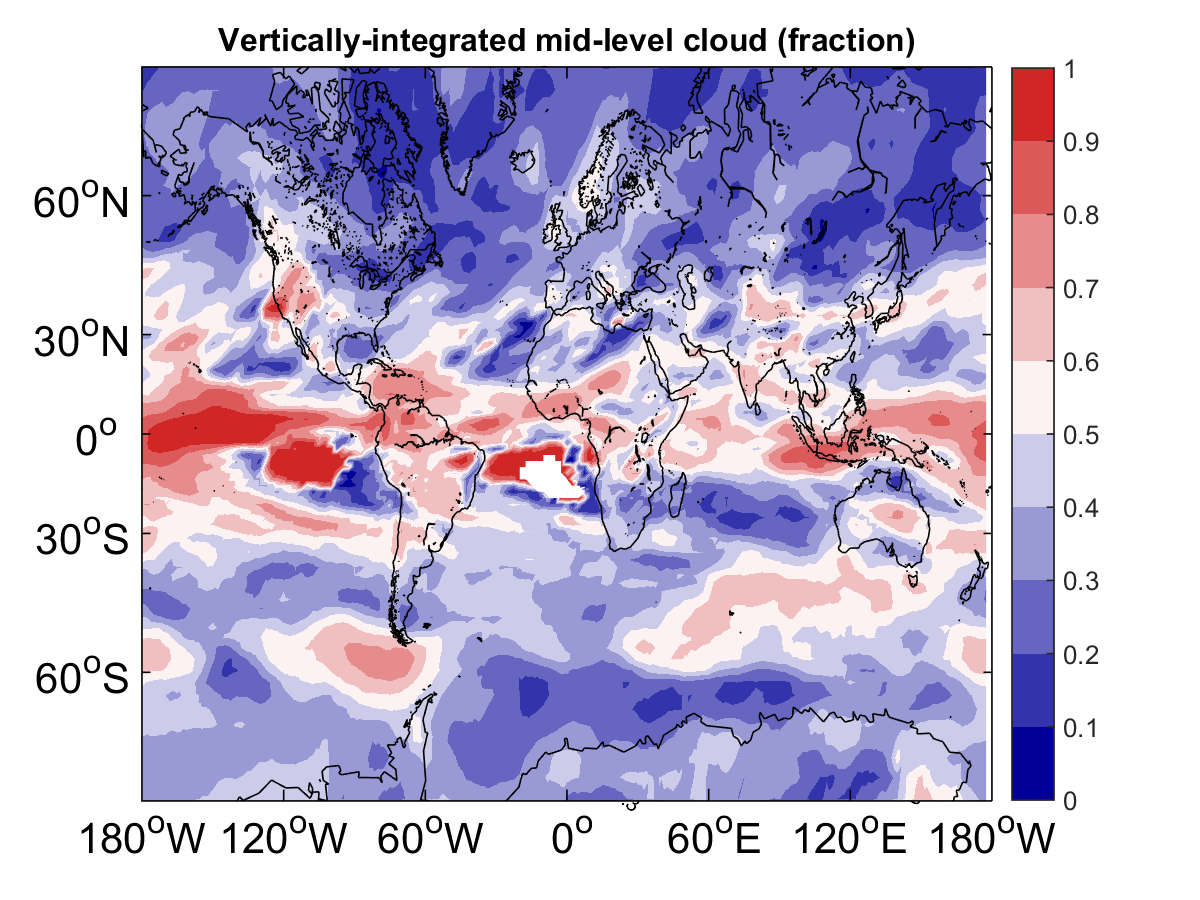 Vertically-integrated mid-level cloud (fraction)
60°N
30°N
0°
30°S
60°S
180°W 120°W 60°W 0° 60°E 120°E 180°W
1
0.9
0.8
0.7
0.6
0.5
0.4
0.3
0.2
0.1
0